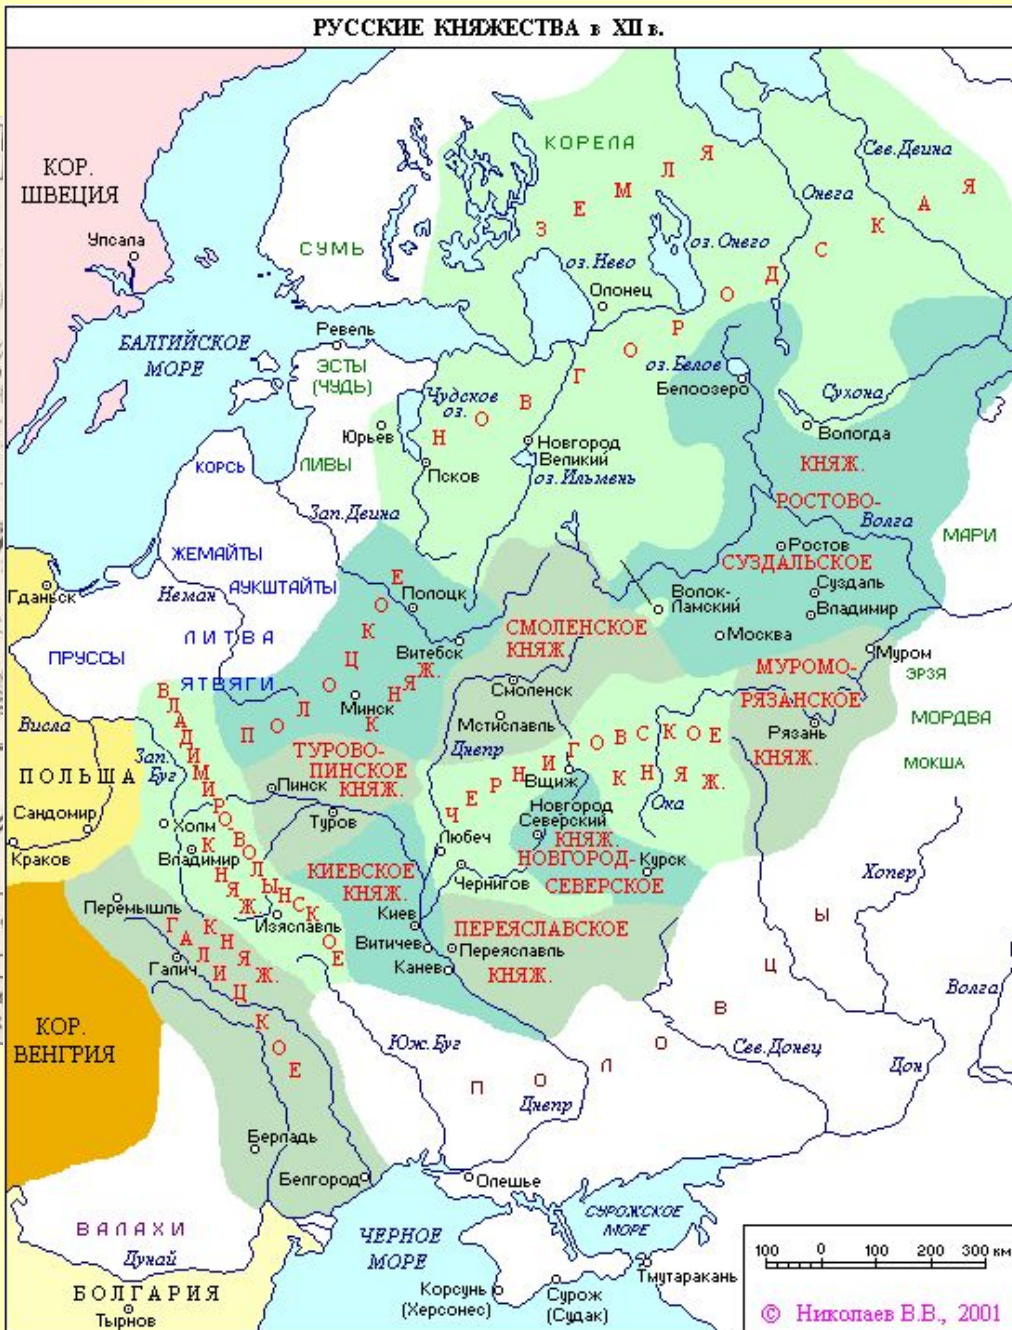 РУССКИЕ КНЯЖЕСТВА в XII в.
КОР.
ШВЕЦИЯ
Упсала
КОРЕЛА
Сев.Двина
Онега
СУМЬ
НОВГОРОДСКАЯ
ЗЕМЛЯ
оз.Нево
оз.Онего
Олонец
БАЛТИЙСКОЕ
МОРЕ
Ревель
ЭСТЫ
(ЧУДЬ)
оз.Белое
Белоозеро
Сухона
Чудское
оз.
Юрьев
Новгород
Великий
Вологда
КОРСЬ
ЛИВЫ
Псков
оз.Ильмень
КНЯЖ.
РОСТОВО-
СУЗДАЛЬСКОЕ
Зап.Двина
Волга
МАРИ
Ростов
ЖЕМАЙТЫ
АУКШТАЙТЫ
Гданьск
Неман
Полоцк
Волок-
Ламский
Суздаль
Владимир
ЛИТВА
ПРУССЫ
Витебск
СМОЛЕНСКОЕ
КНЯЖ.
Москва
Муром
МУРОМО-
РЯЗАНСКОЕ
КНЯЖ.
ЭРЗЯ
ЯТВЯГИ
ПОЛОЦКОЕ
КНЯЖ.
Минск
Смоленск
Мстиславль
Рязань
МОРДВА
МОКША
Висла
ПОЛЬША
Зап.
Буг
ВЛАДИМИРОВОЛЫНСКОЕ
КНЯЖ
ТУРОВО-
ПИНСКОЕ
КНЯЖ.
Пинск
Туров
Днепр
ЧЕРНИГОВСКОЕ
КНЯЖ.
Вщиж
Ока
Сандомир
Краков
Холм
Владимир
Любеч
Новгород
Северский
КНЯЖ.
НОВГОРОД-
СЕВЕРСКОЕ
Курск
Хопер
КИЕВСКОЕ
КНЯЖ.
Чернигов
Перемышль
Изяславль
Киев
Витичев
Канев
ПЕРЕЯСЛАВСКОЕ
Переяславль
КНЯЖ.
ГАЛИЦКОЕ
КНЯЖ.
Галич
КОР.
ВЕНГРИЯ
Юж.Буг
ПОЛОВЦЫ
Днепр
Сев.Донец
Дон
Волга
Берладь
Белгород
Олешье
ВАЛАХИ
Дунай
ЧЕРНОЕ
МОРЕ
СУРОЖСКОЕ
МОРЕ
БОЛГАРИЯ
Тырнов
Корсунь
(Херсонес)
Сурож
(Судак)
Тмутаракань
100 0 100 200 300 км
© Николаев В.В., 2001